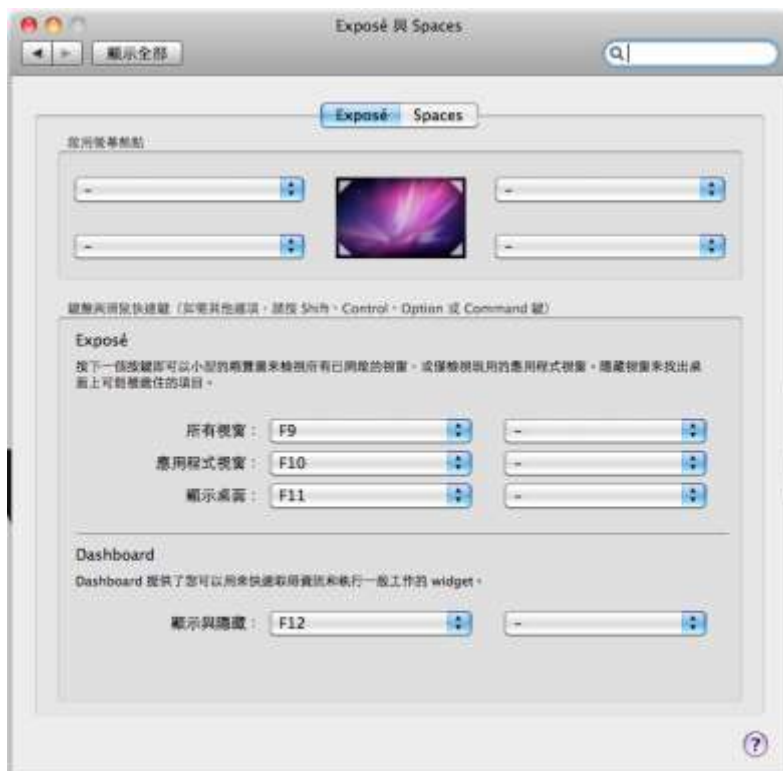 Exposé 與 Spaces
顯示全部
Exposé
Spaces
啟用螢幕熱點
-
-
-
-
鍵盤與滑鼠快速鍵（如需其他選項，請按 Shift、Control、Option 或 Command 鍵）
Exposé
按下一個按鍵即可以小型的概覽圖來檢視所有已開啟的視窗，或僅檢視啟用的應用程式視窗。隱藏視窗來找出桌
面上可能被遮住的項目。
所有視窗： F9 -
應用程式視窗： F10 -
顯示桌面： F11 -
Dashboard
Dashboard 提供了您可以用來快速取得資訊和執行一般工作的 widget。
顯示與隱藏： F12 -
?